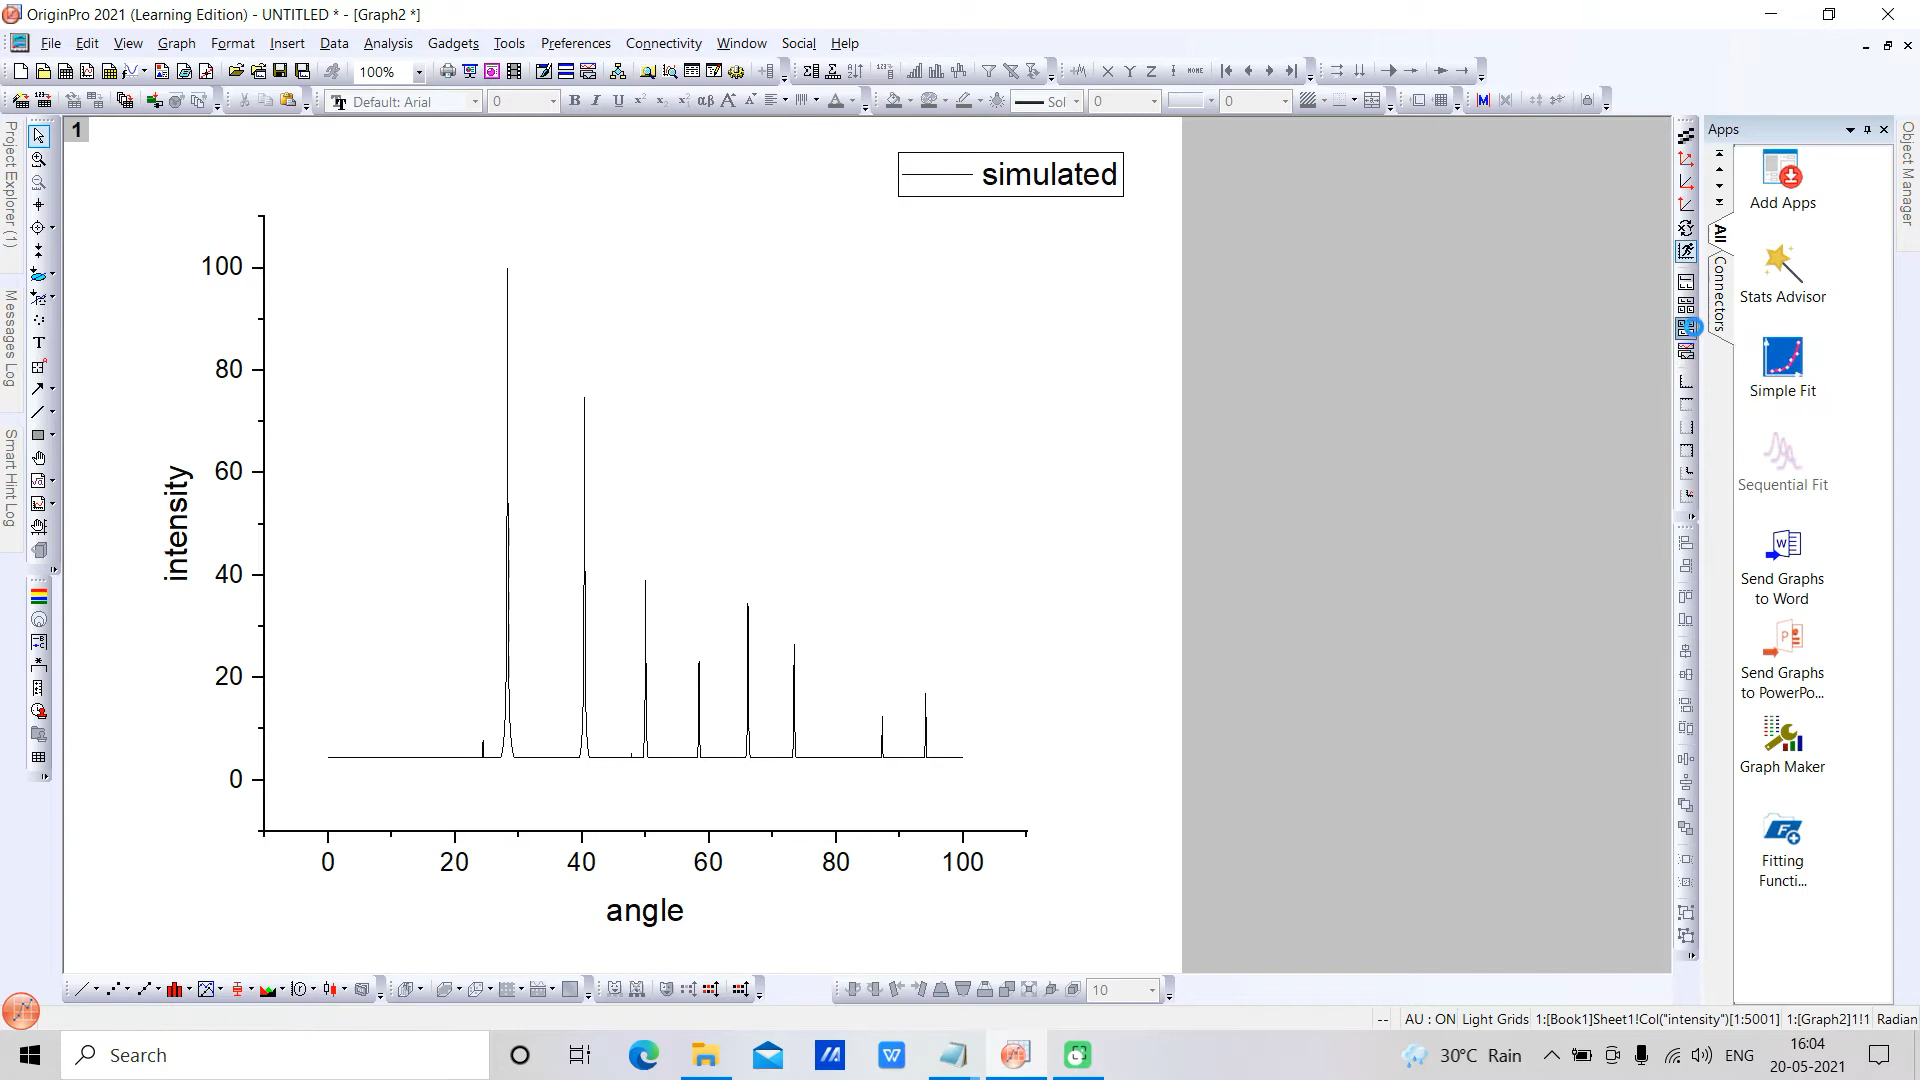 OriginPro 2021 (Learning Edition) - UNTITLED * - [Graph2 *]
File Edit View Graph Format Insert Data Analysis Gadgets Tools Preferences Connectivity Window Social Help
100%
Default: Arial 0 B I U Sol 0 0
Project Explorer (1)
Messages Log
Smart Hint Log
1
simulated
100
80
60
40
20
0
intensity
0 20 40 60 80 100
angle
Apps
All
Connectors
Add Apps
Stats Advisor
Simple Fit
Sequential Fit
Send Graphs
to Word
Send Graphs
to PowerPo...
Graph Maker
Fitting
Functi...
Object Manager
10
-- AU : ON Light Grids 1:[Book1]Sheet1!Col("intensity")[1:5001] 1:[Graph2]1!1 Radian
Search
30°C Rain
ENG
16:04
20-05-2021